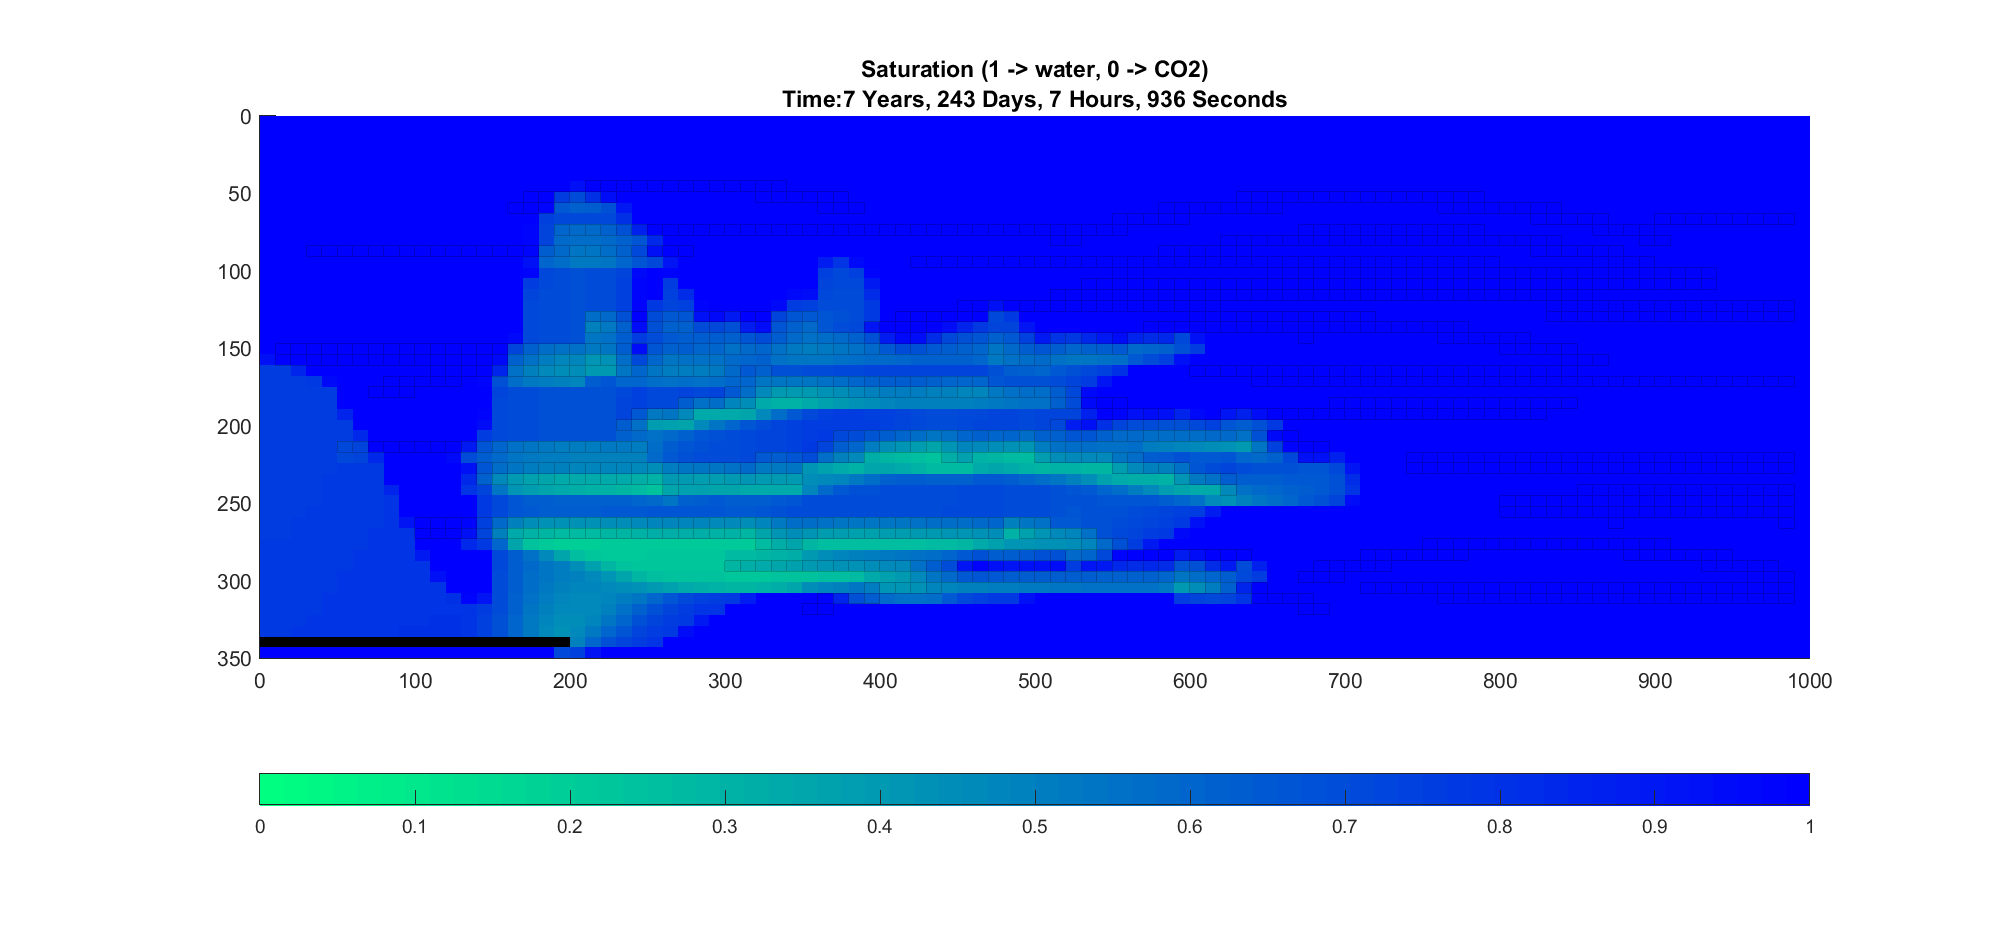 Saturation (1 -> water, 0 -> CO2)
Time:7 Years, 243 Days, 7 Hours, 936 Seconds
0
50
100
150
200
250
300
350
0 100 200 300 400 500 600 700 800 900 1000
0 0.1 0.2 0.3 0.4 0.5 0.6 0.7 0.8 0.9 1